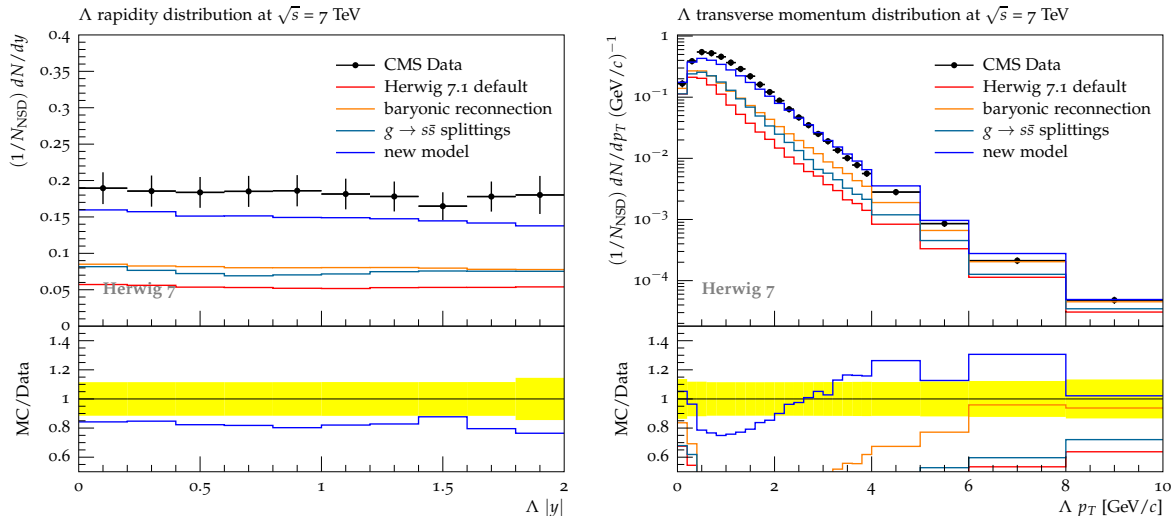 Λ rapidity distribution at √s = 7 TeV
(1/N_NSD) dN/dy
0.4
0.35
0.3
0.25
0.2
0.15
0.1
0.05
0
CMS Data
Herwig 7.1 default
baryonic reconnection
g → ss̄ splittings
new model
Herwig 7
MC/Data
1.4
1.2
1
0.8
0.6
0
0.5
1
1.5
2
Λ |y|
Λ transverse momentum distribution at √s = 7 TeV
(1/N_NSD) dN/dp_T (GeV/c)⁻¹
1
10⁻¹
10⁻²
10⁻³
10⁻⁴
CMS Data
Herwig 7.1 default
baryonic reconnection
g → ss̄ splittings
new model
Herwig 7
MC/Data
1.4
1.2
1
0.8
0.6
0
2
4
6
8
10
Λ p_T [GeV/c]